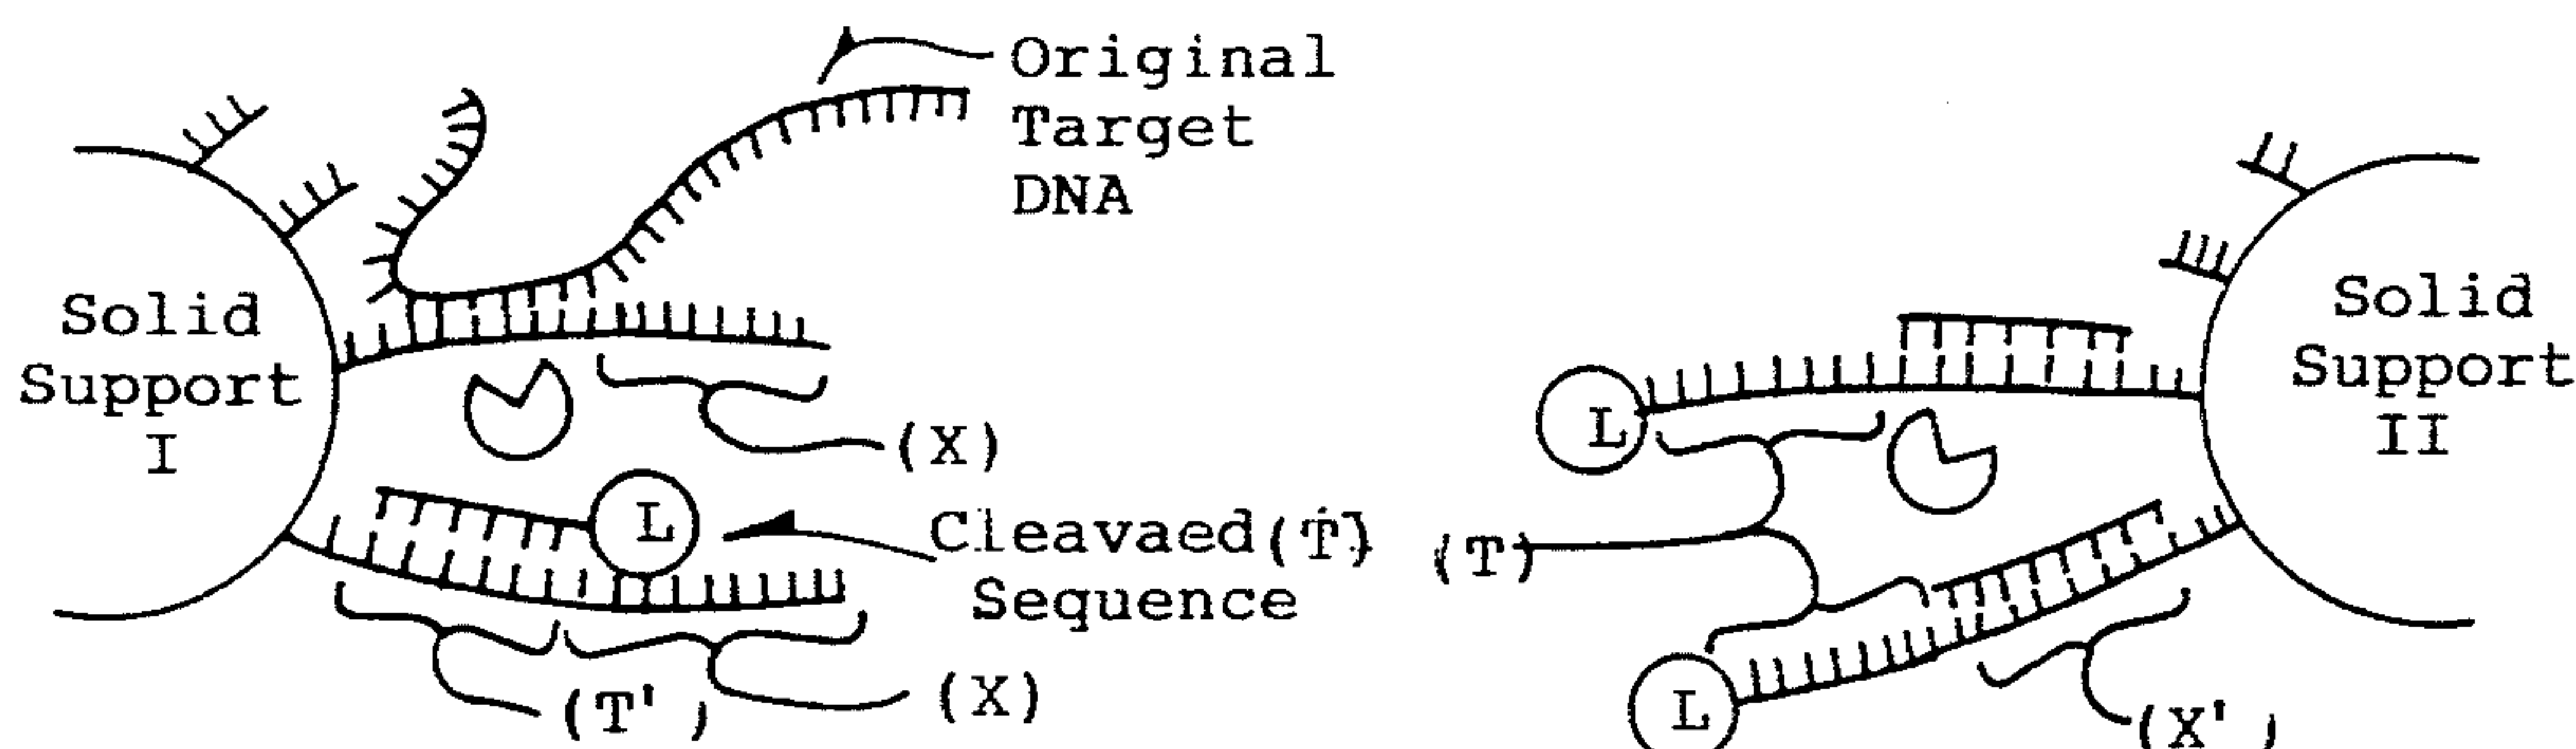 Original
Target
DNA
Solid
Support
I
(X)
L
Cleavaed(T)
Sequence
(T')
(X)
L
(T)
L
(X')
Solid
Support
II